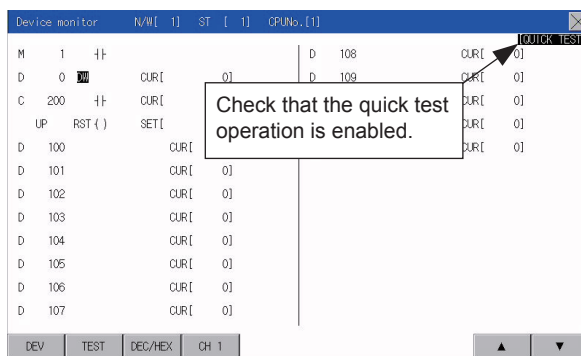 Device monitor N/W[ 1] ST [ 1] CPUNo.[1]
[QUICK TEST
M 1 ⊣⊢
D 0 DW CUR[ 0]
C 200 ⊣⊢ CUR[
UP RST ( ) SET[
D 100 CUR[
D 101 CUR[ 0]
D 102 CUR[ 0]
D 103 CUR[ 0]
D 104 CUR[ 0]
D 105 CUR[ 0]
D 106 CUR[ 0]
D 107 CUR[ 0]
D 108 CUR[ 0]
D 109 CUR[ 0]
CUR[ 0]
CUR[ 0]
CUR[ 0]
Check that the quick test
operation is enabled.
DEV TEST DEC/HEX CH 1 ▲ ▼